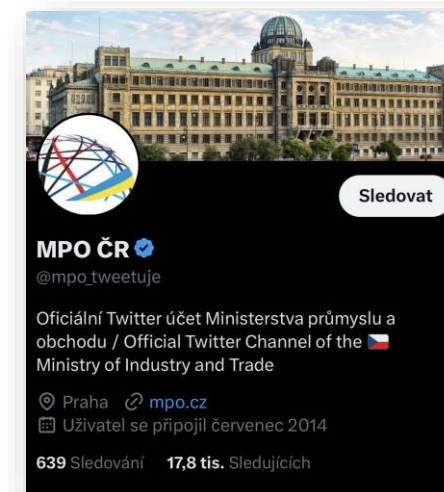 Sledovat
MPO ČR
@mpo_tweetuje
Oficiální Twitter účet Ministerstva průmyslu a
obchodu / Official Twitter Channel of the 🇨🇿
Ministry of Industry and Trade
Praha mpo.cz
Uživatel se připojil červenec 2014
639 Sledování 17,8 tis. Sledujících